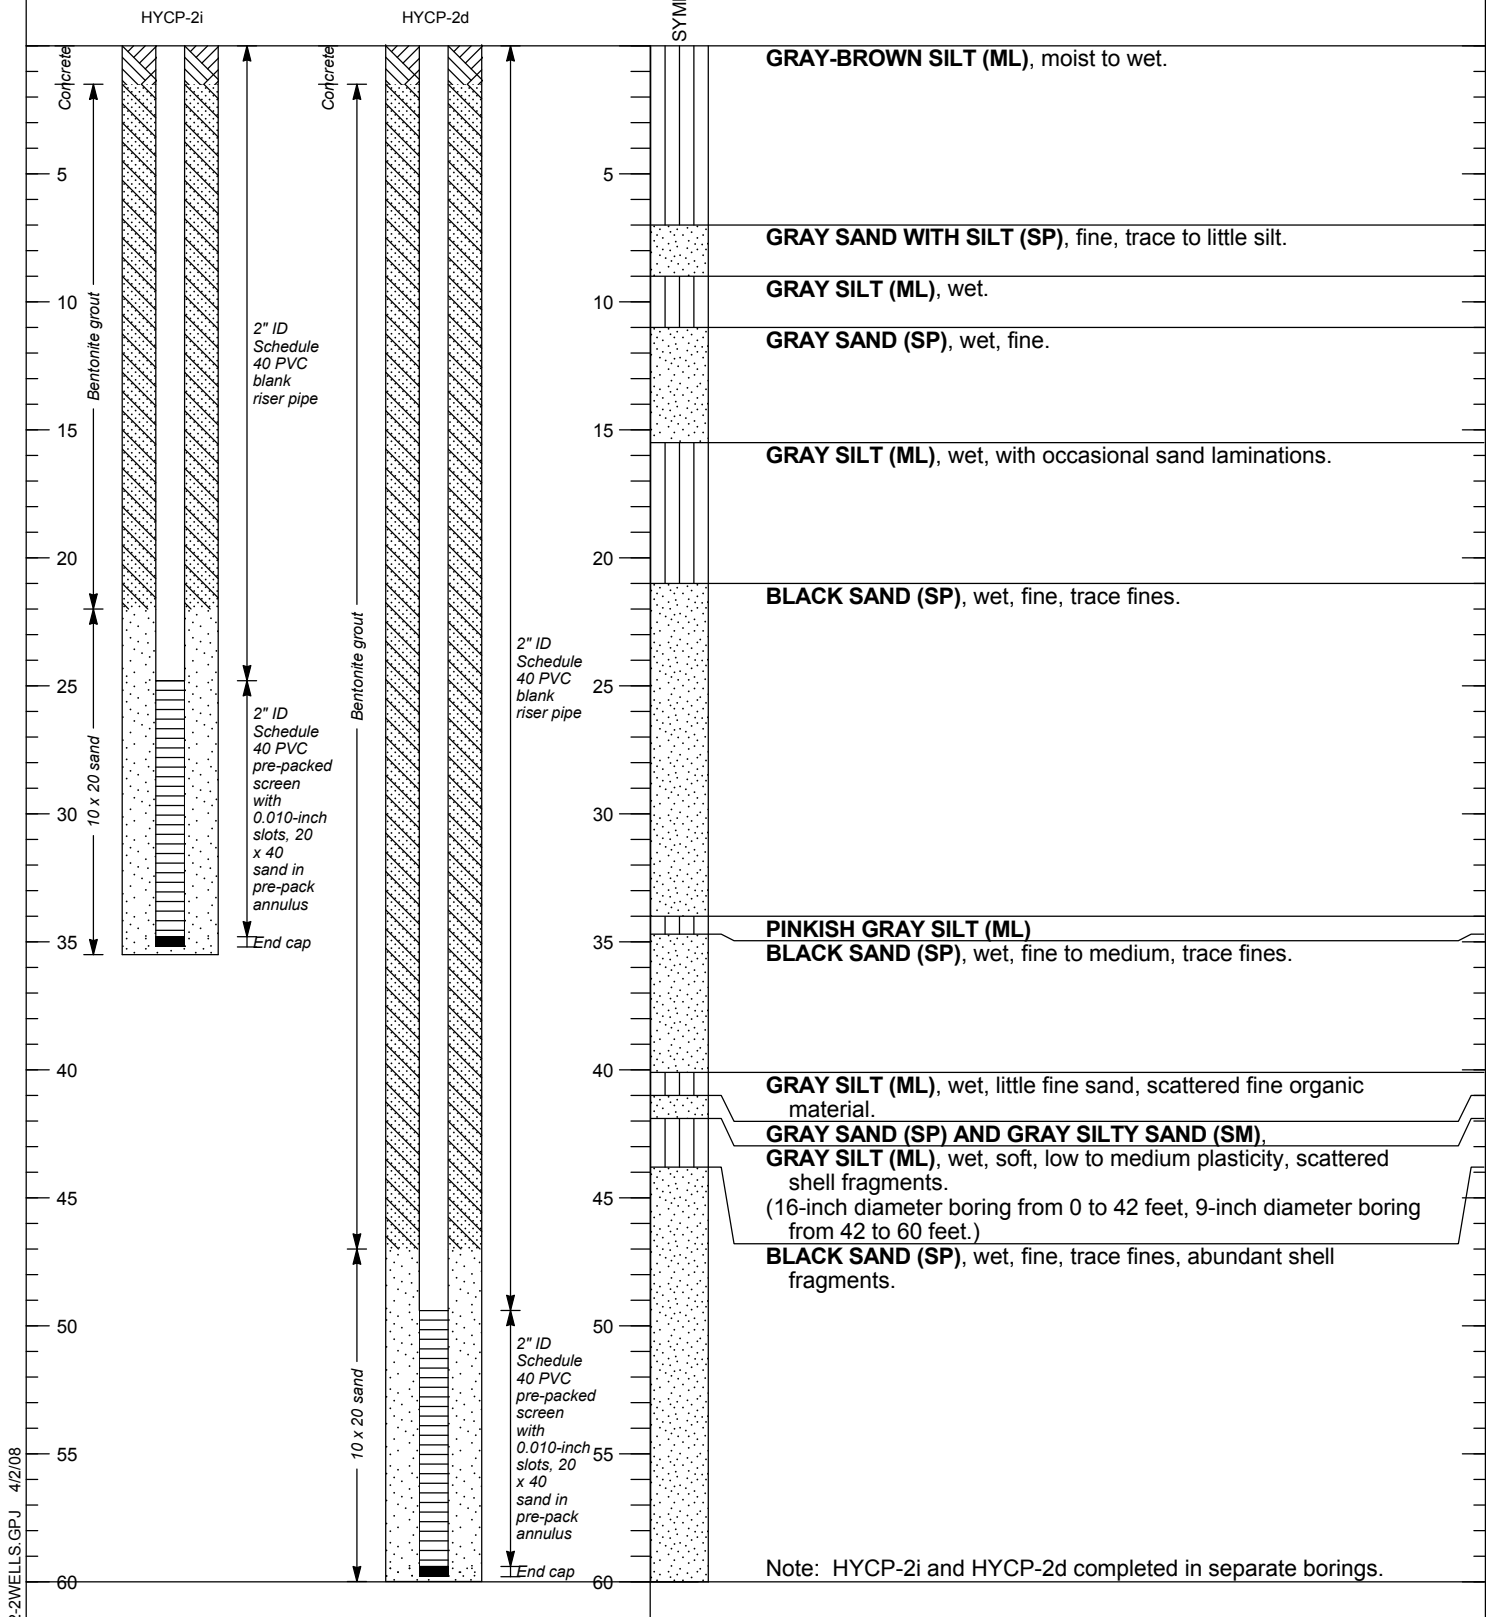 HYCP-2i
HYCP-2d
Concrete
Bentonite grout
10 x 20 sand
5
10
15
20
25
30
35
40
45
50
55
60
2" ID
Schedule
40 PVC
blank
riser pipe
2" ID
Schedule
40 PVC
pre-packed
screen
with
0.010-inch
slots, 20
x 40
sand in
pre-pack
annulus
End cap
Concrete
Bentonite grout
10 x 20 sand
2" ID
Schedule
40 PVC
blank
riser pipe
2" ID
Schedule
40 PVC
pre-packed
screen
with
0.010-inch
slots, 20
x 40
sand in
pre-pack
annulus
End cap
5
10
15
20
25
30
35
40
45
50
55
60
GRAY-BROWN SILT (ML), moist to wet.
GRAY SAND WITH SILT (SP), fine, trace to little silt.
GRAY SILT (ML), wet.
GRAY SAND (SP), wet, fine.
GRAY SILT (ML), wet, with occasional sand laminations.
BLACK SAND (SP), wet, fine, trace fines.
PINKISH GRAY SILT (ML)
BLACK SAND (SP), wet, fine to medium, trace fines.
GRAY SILT (ML), wet, little fine sand, scattered fine organic
material.
GRAY SAND (SP) AND GRAY SILTY SAND (SM),
GRAY SILT (ML), wet, soft, low to medium plasticity, scattered
shell fragments.
(16-inch diameter boring from 0 to 42 feet, 9-inch diameter boring
from 42 to 60 feet.)
BLACK SAND (SP), wet, fine, trace fines, abundant shell
fragments.
Note: HYCP-2i and HYCP-2d completed in separate borings.
-2WELLS.GPJ 4/2/08